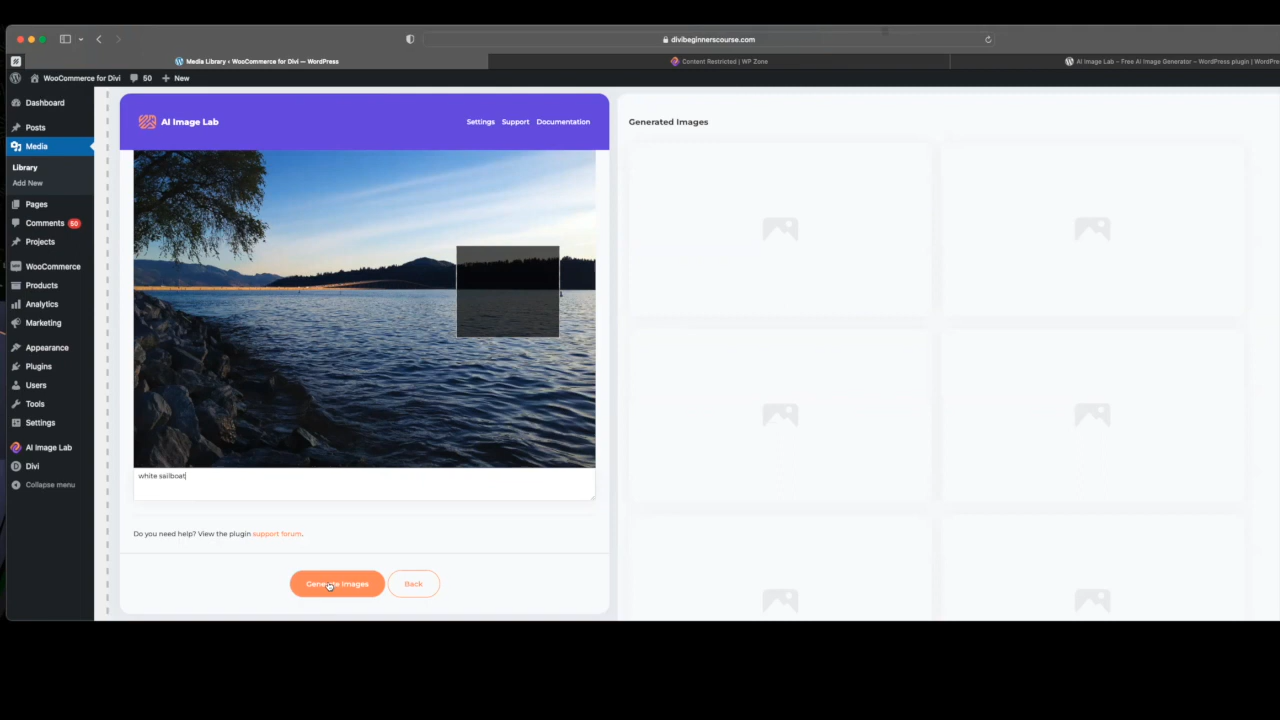 divibeginnerscourse.com
Media Library ‹ WooCommerce for Divi — WordPress
Content Restricted | WP Zone
AI Image Lab – Free AI Image Generator – WordPress plugin | WordPre
WooCommerce for Divi
50
New
Dashboard
Posts
Media
Library
Add New
Pages
Comments 50
Projects
WooCommerce
Products
Analytics
Marketing
Appearance
Plugins
Users
Tools
Settings
AI Image Lab
Divi
Collapse menu
AI Image Lab
Settings Support Documentation
white sailboat
Do you need help? View the plugin support forum.
Generate Images
Back
Generated Images